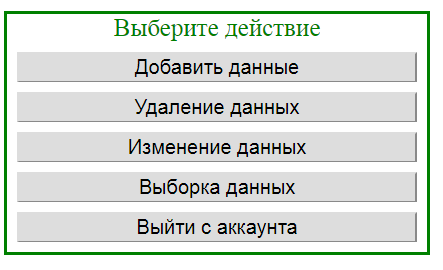 Выберите действие
Добавить данные
Удаление данных
Изменение данных
Выборка данных
Выйти с аккаунта